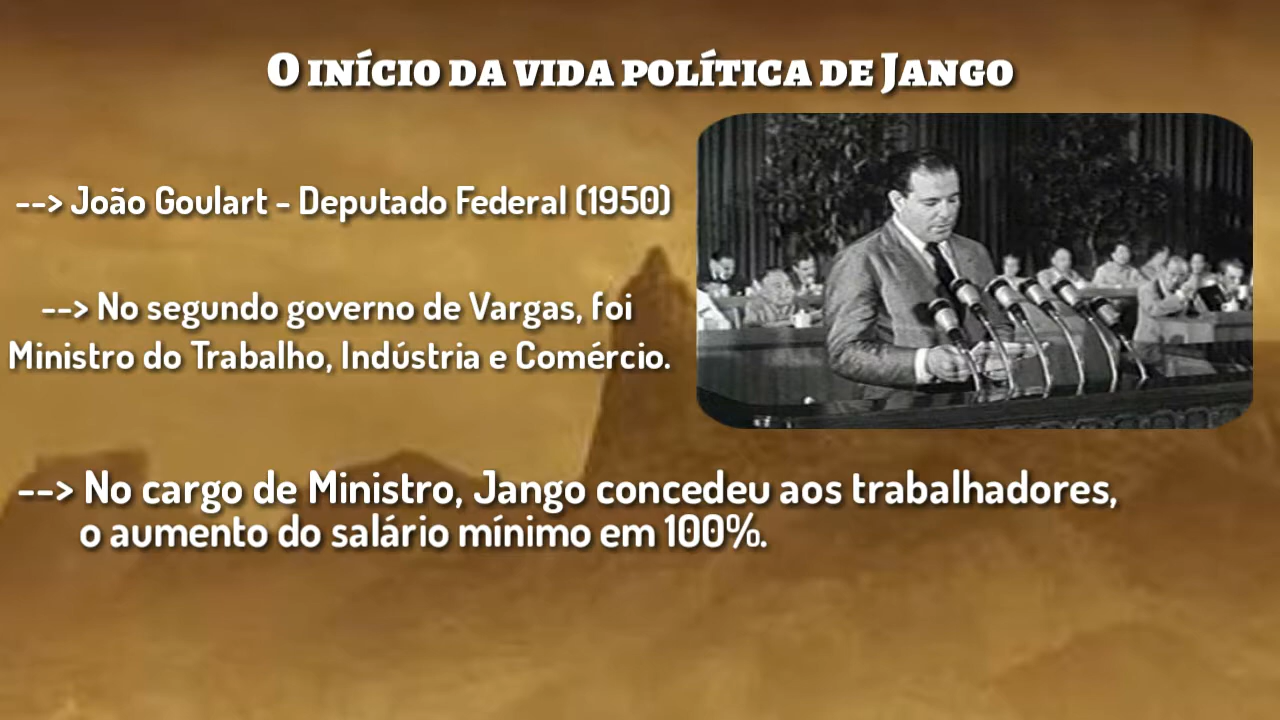 O início da vida política de Jango
--> João Goulart - Deputado Federal (1950)
--> No segundo governo de Vargas, foi
Ministro do Trabalho, Indústria e Comércio.
--> No cargo de Ministro, Jango concedeu aos trabalhadores,
o aumento do salário mínimo em 100%.